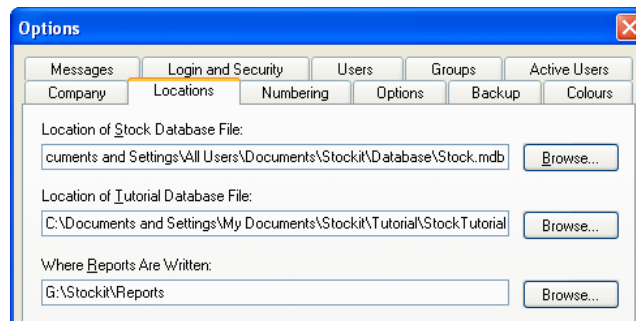 Options
Messages Login and Security Users Groups Active Users
Company Locations Numbering Options Backup Colours
Location of Stock Database File:
cuments and Settings\All Users\Documents\Stockit\Database\Stock.mdb Browse...
Location of Tutorial Database File:
C:\Documents and Settings\My Documents\Stockit\Tutorial\StockTutorial Browse...
Where Reports Are Written:
G:\Stockit\Reports Browse...